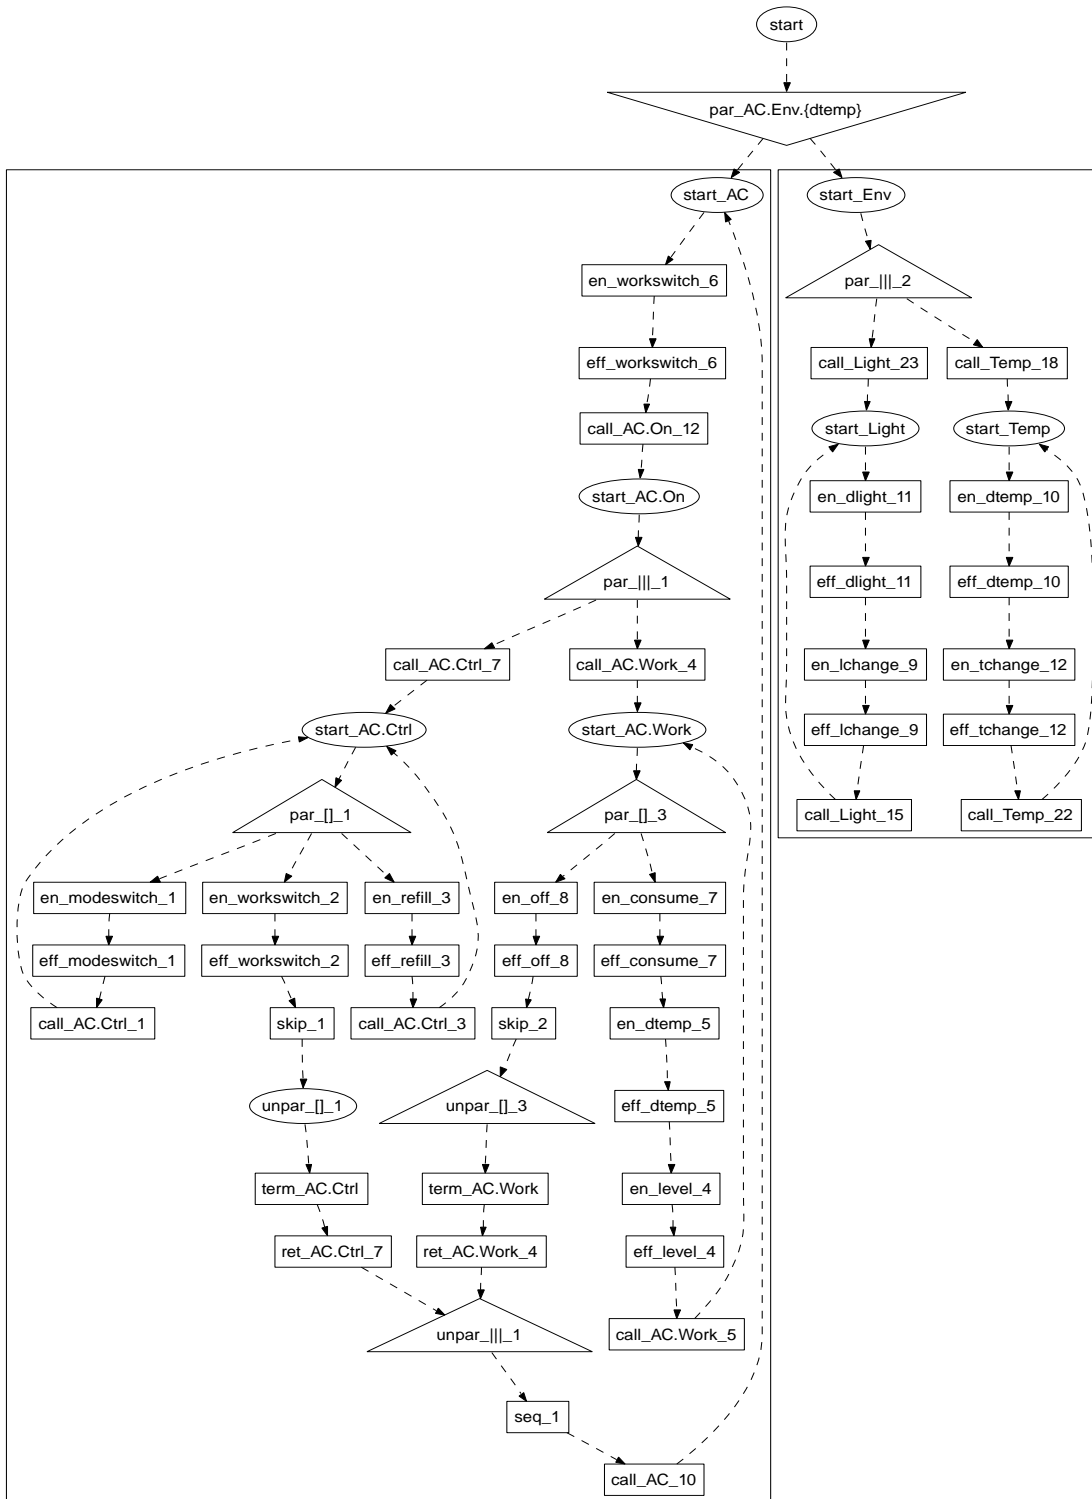 start
par_AC.Env.{dtemp}
start_AC
start_Env
en_workswitch_6
par_|||_2
eff_workswitch_6
call_Light_23
call_Temp_18
call_AC.On_12
start_Light
start_Temp
start_AC.On
en_dlight_11
en_dtemp_10
par_|||_1
eff_dlight_11
eff_dtemp_10
call_AC.Ctrl_7
call_AC.Work_4
en_lchange_9
en_tchange_12
start_AC.Ctrl
start_AC.Work
eff_lchange_9
eff_tchange_12
par_[]_1
par_[]_3
call_Light_15
call_Temp_22
en_modeswitch_1
en_workswitch_2
en_refill_3
en_off_8
en_consume_7
eff_modeswitch_1
eff_workswitch_2
eff_refill_3
eff_off_8
eff_consume_7
call_AC.Ctrl_1
skip_1
call_AC.Ctrl_3
skip_2
en_dtemp_5
unpar_[]_1
unpar_[]_3
eff_dtemp_5
term_AC.Ctrl
term_AC.Work
en_level_4
ret_AC.Ctrl_7
ret_AC.Work_4
eff_level_4
unpar_|||_1
call_AC.Work_5
seq_1
call_AC_10